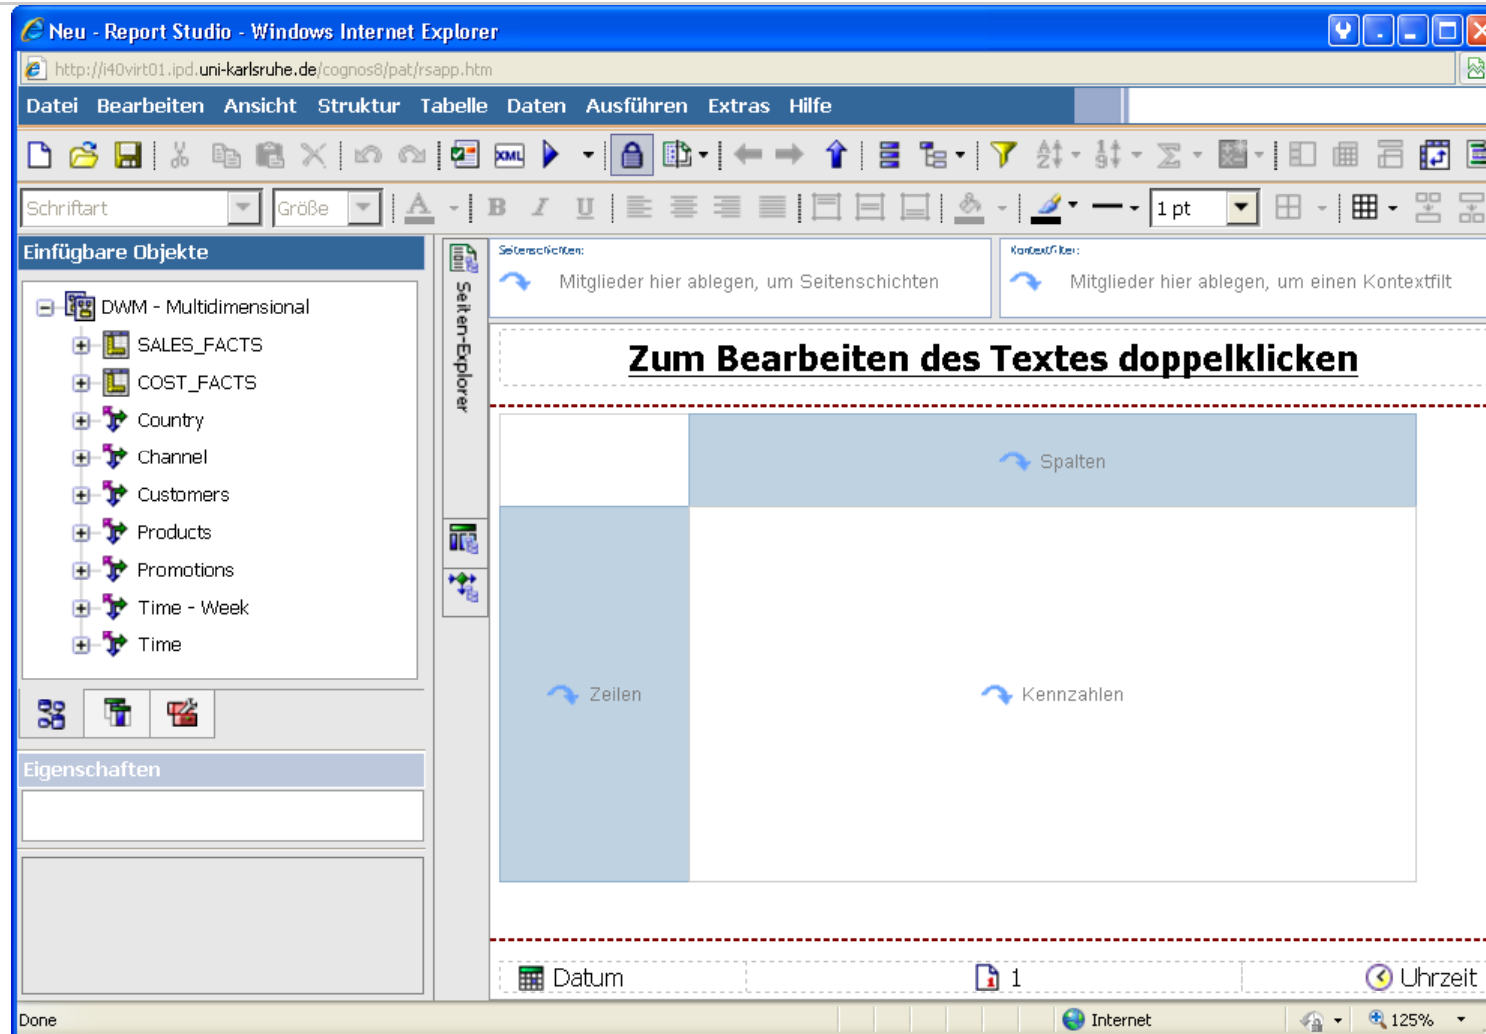 Neu - Report Studio - Windows Internet Explorer
http://i40virt01.ipd.uni-karlsruhe.de/cognos8/pat/rsapp.htm
Datei Bearbeiten Ansicht Struktur Tabelle Daten Ausführen Extras Hilfe
XML
Schriftart Größe A B I U 1 pt
Einfügbare Objekte
DWM - Multidimensional
SALES_FACTS
COST_FACTS
Country
Channel
Customers
Products
Promotions
Time - Week
Time
Eigenschaften
Seiten-Explorer
Seitenschichten:
Mitglieder hier ablegen, um Seitenschichten
Kontextfilter:
Mitglieder hier ablegen, um einen Kontextfilt
Zum Bearbeiten des Textes doppelklicken
Spalten
Zeilen
Kennzahlen
Datum 1 Uhrzeit
Done Internet 125%